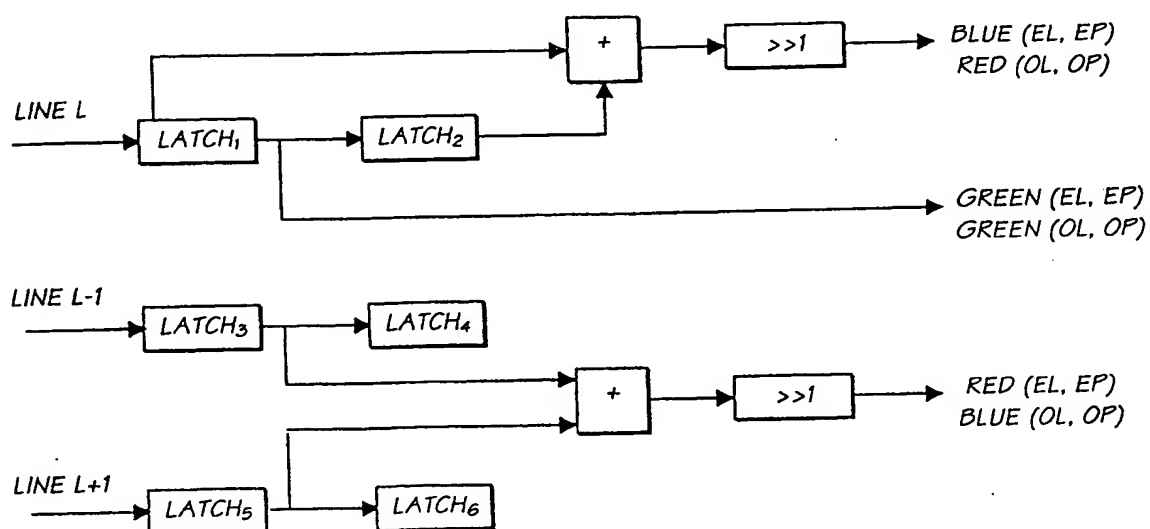 +
>>1
BLUE (EL, EP)
RED (OL, OP)
LINE L
LATCH₁
LATCH₂
GREEN (EL, EP)
GREEN (OL, OP)
LINE L-1
LATCH₃
LATCH₄
+
>>1
RED (EL, EP)
BLUE (OL, OP)
LINE L+1
LATCH₅
LATCH₆